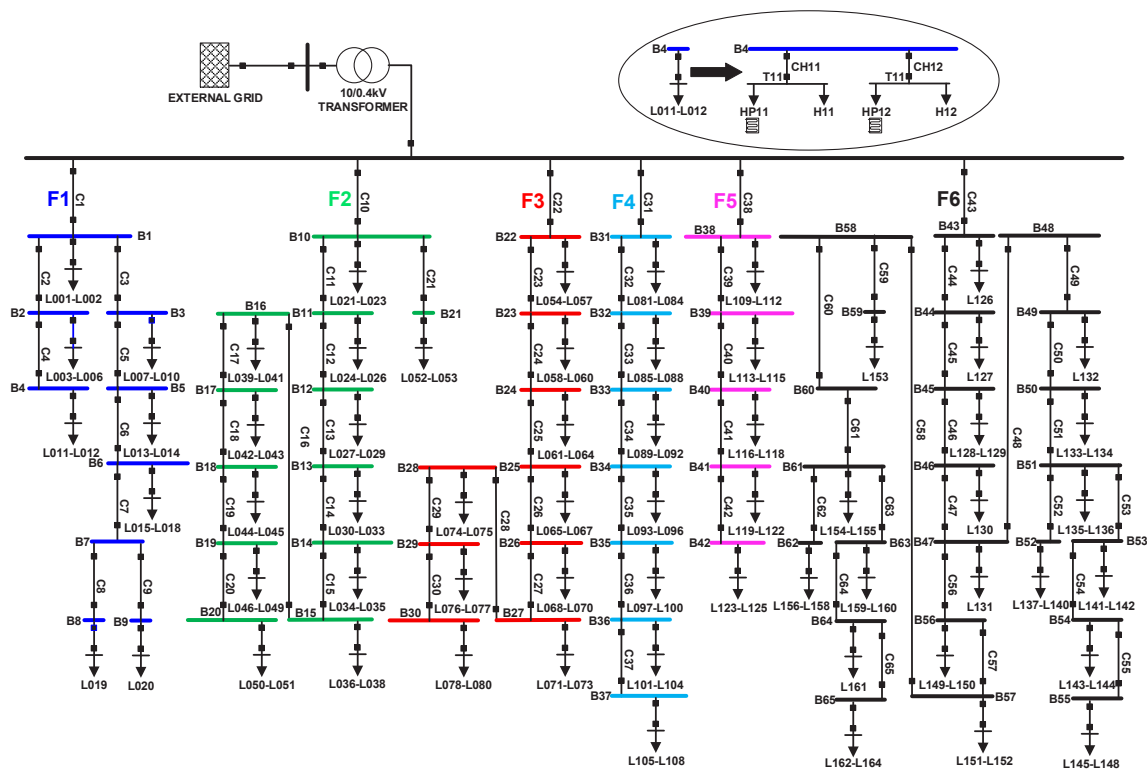 EXTERNAL GRID
10/0.4kV
TRANSFORMER
B4
L011-L012
B4
CH11
T11
HP11
H11
CH12
T11
HP12
H12
F1
C1
B1
C2
L001-L002
C3
B2
C4
L003-L006
B3
C5
L007-L010
B4
L011-L012
B5
C6
L013-L014
B6
C7
L015-L018
B7
C8
C9
B8
B9
L019
L020
F2
C10
B10
C11
L021-L023
C21
B21
L052-L053
B11
C12
L024-L026
B12
C13
L027-L029
B13
C14
L030-L033
B14
C15
L034-L035
B15
L036-L038
C16
B16
C17
L039-L041
B17
C18
L042-L043
B18
C19
L044-L045
B19
C20
L046-L049
B20
L050-L051
F3
C22
B22
C23
L054-L057
B23
C24
L058-L060
B24
C25
L061-L064
B25
C26
L065-L067
B26
C27
L068-L070
B27
L071-L073
C28
B28
C29
L074-L075
B29
C30
L076-L077
B30
L078-L080
F4
C31
B31
C32
L081-L084
B32
C33
L085-L088
B33
C34
L089-L092
B34
C35
L093-L096
B35
C36
L097-L100
B36
C37
L101-L104
B37
L105-L108
F5
C38
B38
C39
L109-L112
B39
C40
L113-L115
B40
C41
L116-L118
B41
C42
L119-L122
B42
L123-L125
F6
C43
B43
C44
L126
B44
C45
L127
B45
C46
L128-L129
B46
C47
L130
B47
C56
L131
B56
C57
L149-L150
B57
L151-L152
C58
B58
C59
B59
L153
C60
B60
C61
B61
C62
L154-L155
C63
B62
L156-L158
B63
C64
L159-L160
B64
L161
C65
B65
L162-L164
C48
B48
C49
B49
C50
L132
B50
C51
L133-L134
B51
C52
L135-L136
C53
B52
L137-L140
B53
C54
L141-L142
B54
L143-L144
C55
B55
L145-L148